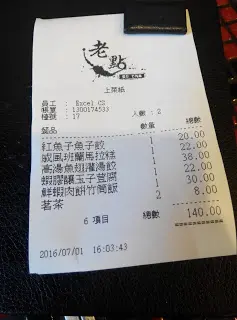 老點
上菜紙
員工 : Excel CS
帳單 : 1300174533
檯號 : 17
人數 : 2
餐品 數量 總數
紅魚子魚子餃 1 20.00
戚風班蘭馬拉糕 1 22.00
高湯魚翅灌湯餃 1 38.00
蝦膠釀玉子豆腐 1 22.00
鮮蝦肉餅竹筒飯 1 30.00
茗茶 2 8.00
6 項目 總數 140.00
2016/07/01 16:03:43